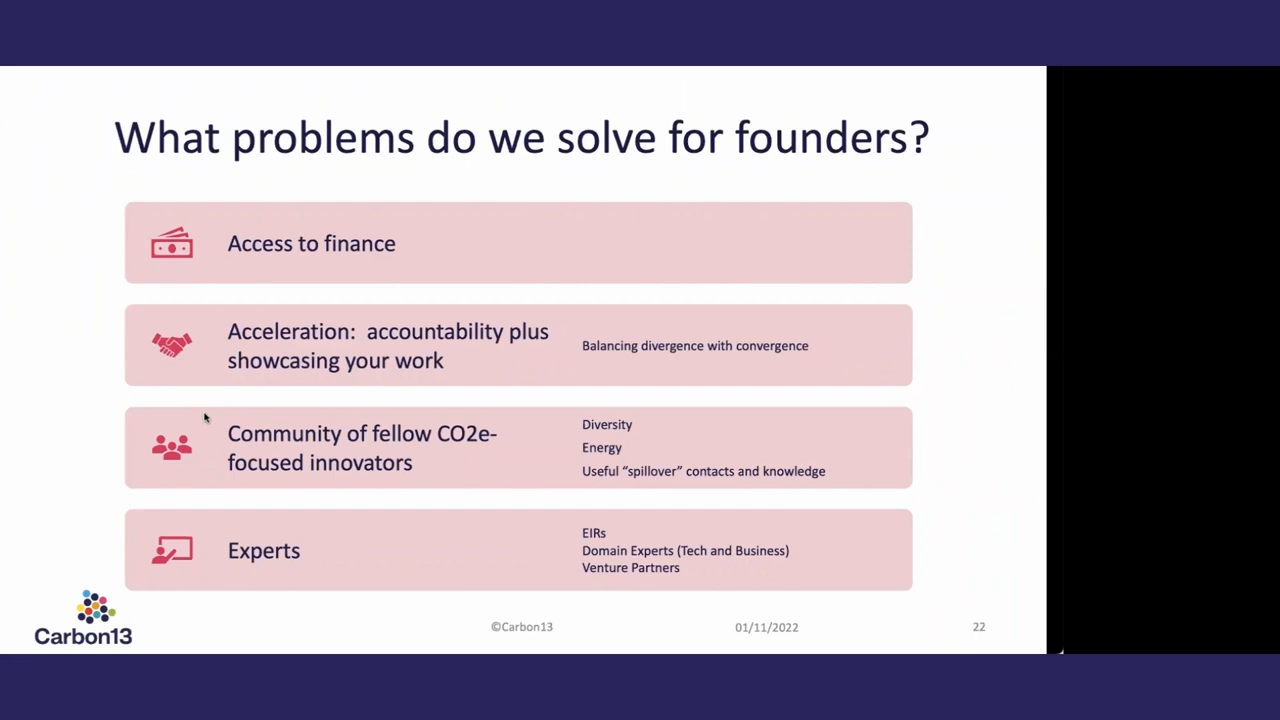 What problems do we solve for founders?
Access to finance
Acceleration:  accountability plus
showcasing your work
Balancing divergence with convergence
Community of fellow CO2e-
focused innovators
Diversity
Energy
Useful “spillover” contacts and knowledge
Experts
EIRs
Domain Experts (Tech and Business)
Venture Partners
Carbon13
©Carbon13
01/11/2022
22